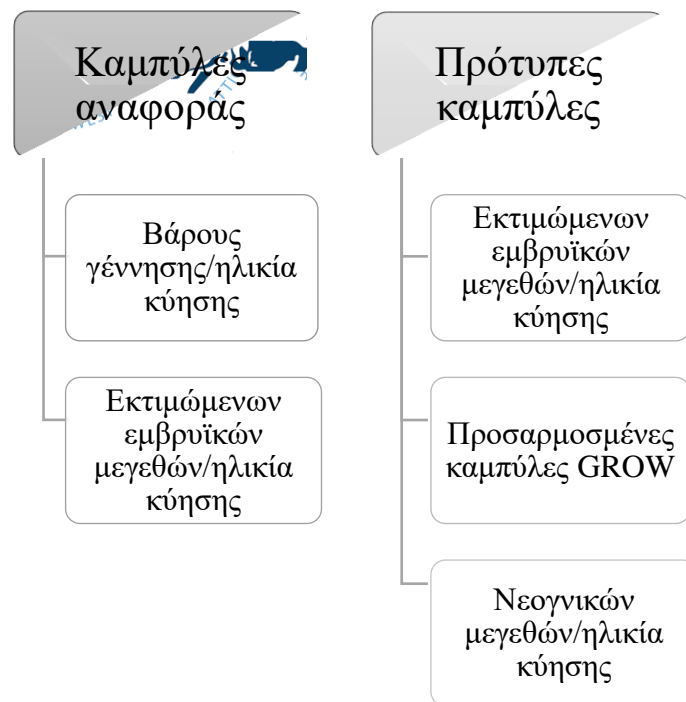 Καμπύλες
αναφοράς
Βάρους
γέννησης/ηλικία
κύησης
Εκτιμώμενων
εμβρυϊκών
μεγεθών/ηλικία
κύησης
Πρότυπες
καμπύλες
Εκτιμώμενων
εμβρυϊκών
μεγεθών/ηλικία
κύησης
Προσαρμοσμένες
καμπύλες GROW
Νεογνικών
μεγεθών/ηλικία
κύησης